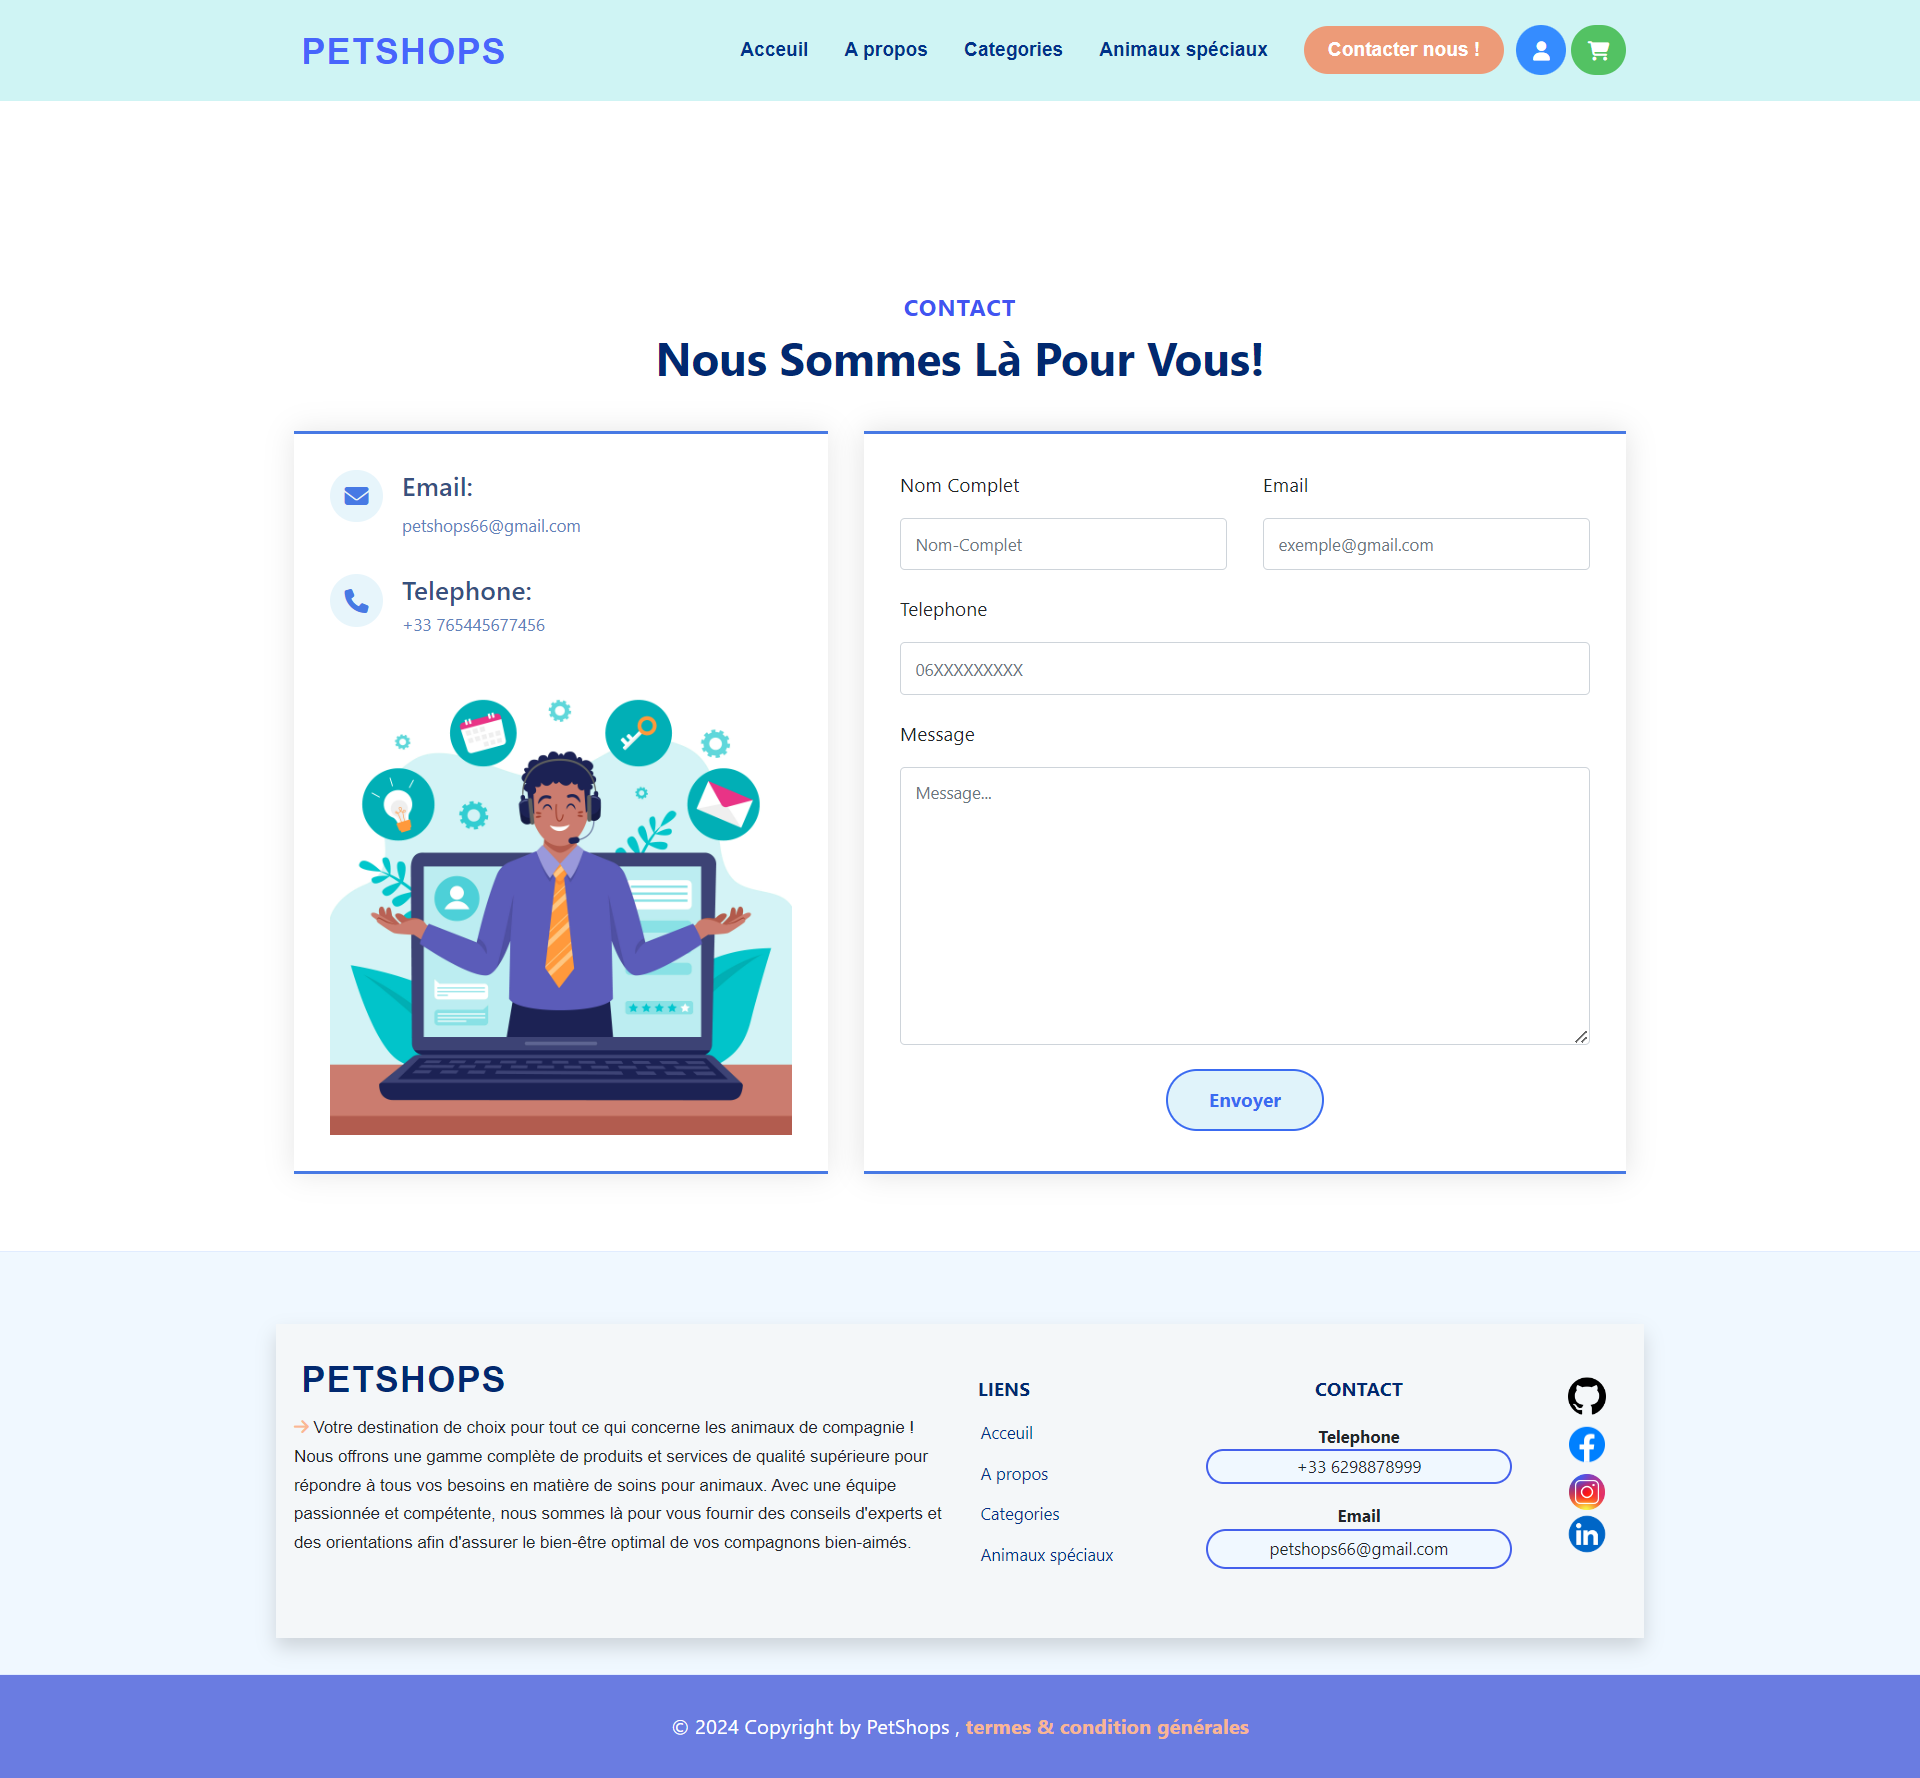 PETSHOPS
Acceuil
A propos
Categories
Animaux spéciaux
Contacter nous !
CONTACT
Nous Sommes Là Pour Vous!
Email:
petshops66@gmail.com
Telephone:
+33 765445677456
Nom Complet
Email
Nom-Complet
exemple@gmail.com
Telephone
06XXXXXXXXX
Message
Message...
Envoyer
PETSHOPS
Votre destination de choix pour tout ce qui concerne les animaux de compagnie !
Nous offrons une gamme complète de produits et services de qualité supérieure pour
répondre à tous vos besoins en matière de soins pour animaux. Avec une équipe
passionnée et compétente, nous sommes là pour vous fournir des conseils d'experts et
des orientations afin d'assurer le bien-être optimal de vos compagnons bien-aimés.
LIENS
Acceuil
A propos
Categories
Animaux spéciaux
CONTACT
Telephone
+33 6298878999
Email
petshops66@gmail.com
in
© 2024 Copyright by PetShops , termes & condition générales